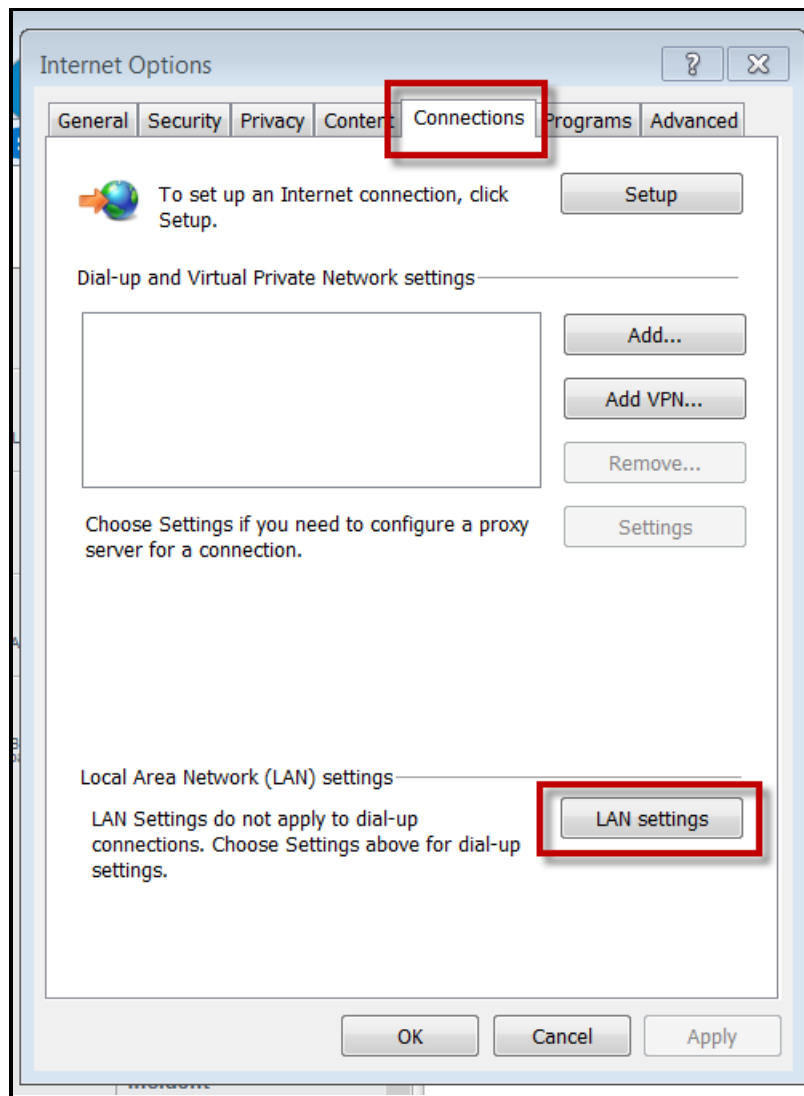 Internet Options
General Security Privacy Content Connections Programs Advanced
To set up an Internet connection, click
Setup.
Setup
Dial-up and Virtual Private Network settings
Add...
Add VPN...
Remove...
Choose Settings if you need to configure a proxy
server for a connection.
Settings
Local Area Network (LAN) settings
LAN Settings do not apply to dial-up
connections. Choose Settings above for dial-up
settings.
LAN settings
OK Cancel Apply